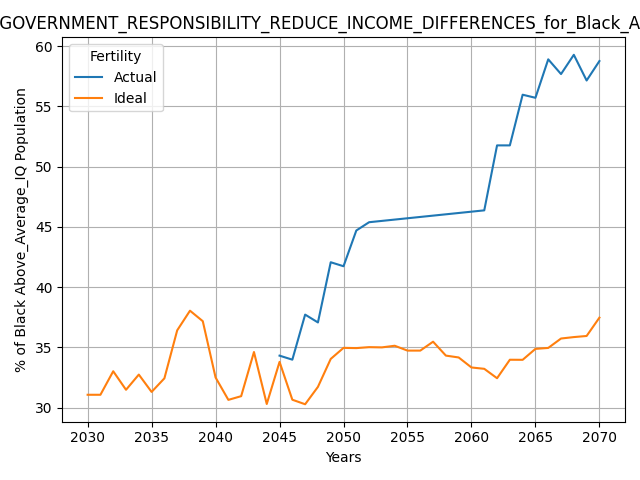 GOVERNMENT_RESPONSIBILITY_REDUCE_INCOME_DIFFERENCES_for_Black_A
Fertility
Actual
Ideal
% of Black Above_Average_IQ Population
60
55
50
45
40
35
30
2030 2035 2040 2045 2050 2055 2060 2065 2070
Years